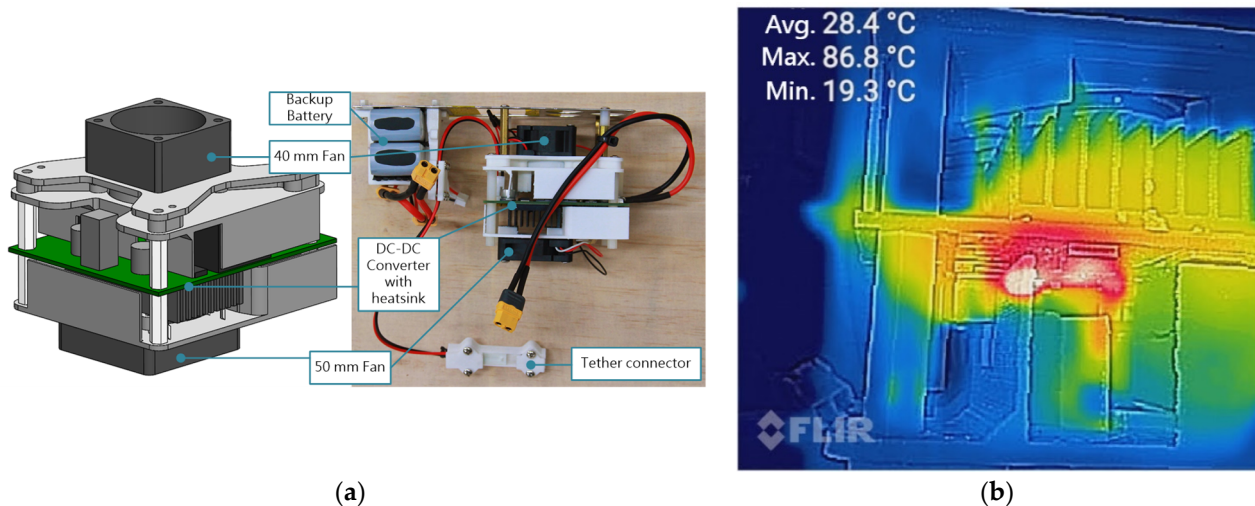 Backup
Battery
40 mm Fan
DC-DC
Converter
with
heatsink
50 mm Fan
Tether connector
Avg. 28.4 °C
Max. 86.8 °C
Min. 19.3 °C
FLIR
(a)
(b)